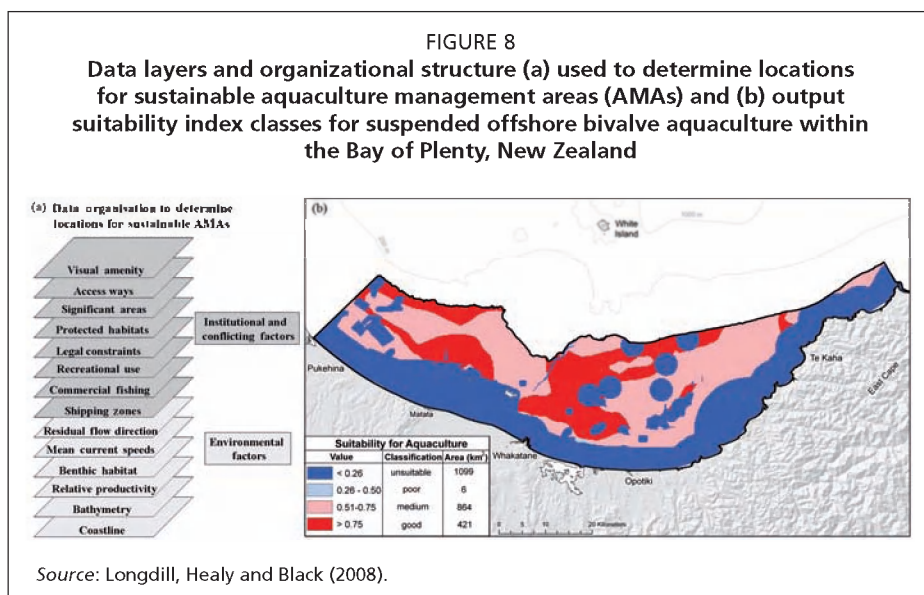 FIGURE 8
Data layers and organizational structure (a) used to determine locations
for sustainable aquaculture management areas (AMAs) and (b) output
suitability index classes for suspended offshore bivalve aquaculture within
the Bay of Plenty, New Zealand
(a) Data organisation to determine
locations for sustainable AMAs
Visual amenity
Access ways
Significant areas
Protected habitats
Legal constraints
Recreational use
Commercial fishing
Shipping zones
Residual flow direction
Mean current speeds
Benthic habitat
Relative productivity
Bathymetry
Coastline
Institutional and
conflicting factors
Environmental
factors
(b)
White
Island
Pukehina
Matata
Whakatane
Opotiki
Te Kaha
East Cape
Suitability for Aquaculture
Value Classification Area (km²)
< 0.26 unsuitable 1099
0.26 - 0.50 poor 6
0.51-0.75 medium 864
> 0.75 good 421
0 5 10 20 Kilometers
Source: Longdill, Healy and Black (2008).